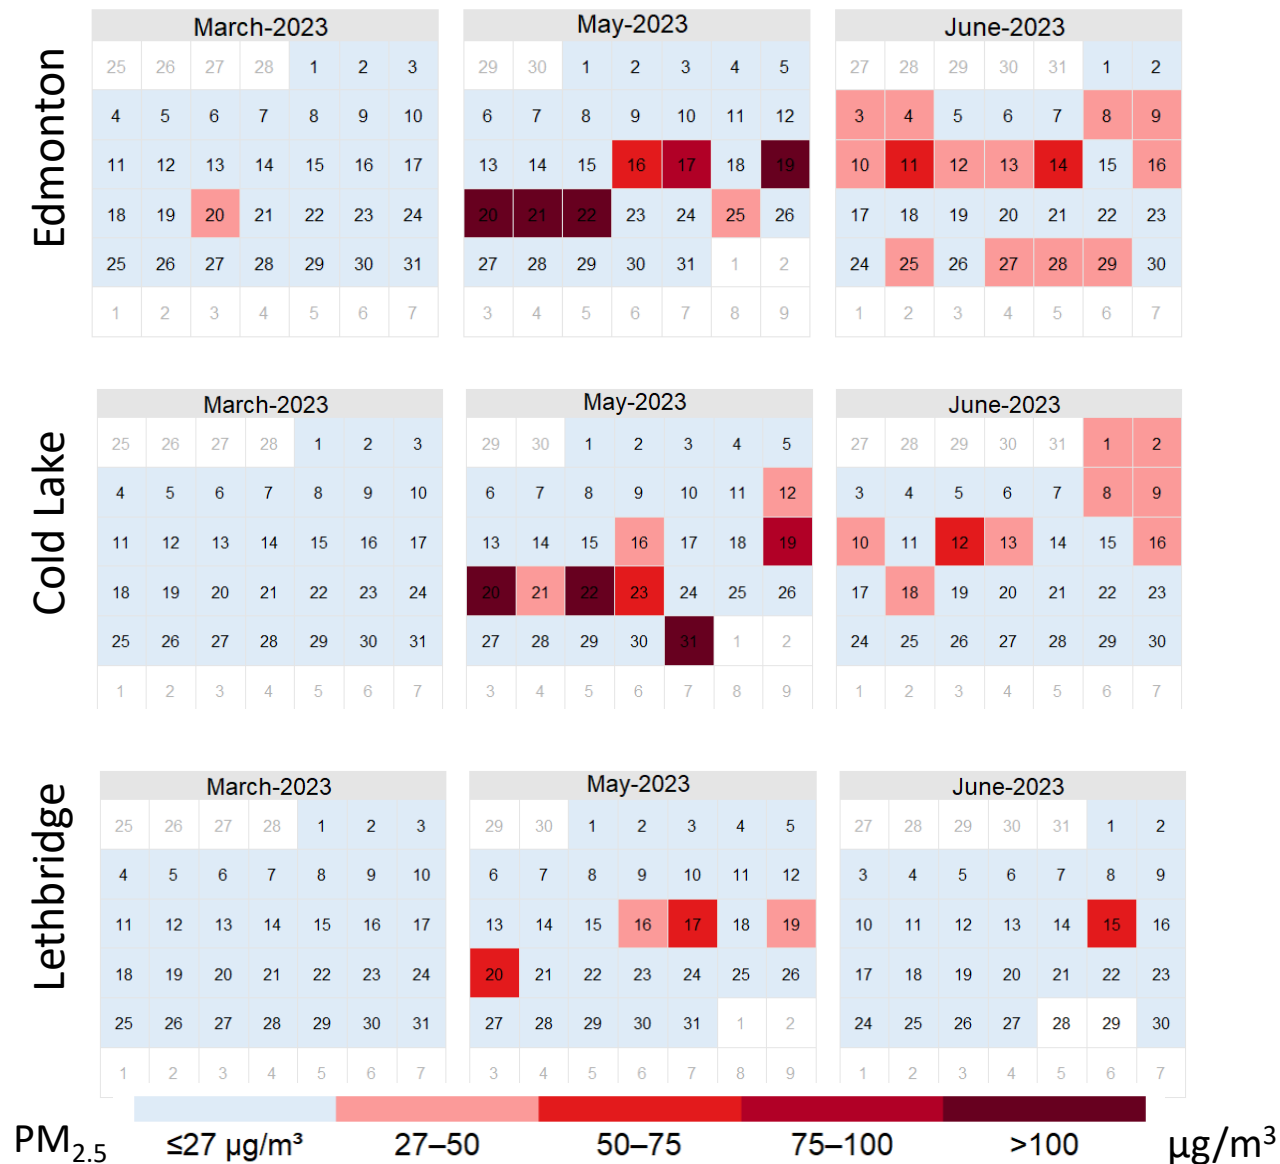 Edmonton
March-2023
25 26 27 28 1 2 3
4 5 6 7 8 9 10
11 12 13 14 15 16 17
18 19 20 21 22 23 24
25 26 27 28 29 30 31
1 2 3 4 5 6 7
May-2023
29 30 1 2 3 4 5
6 7 8 9 10 11 12
13 14 15 16 17 18 19
20 21 22 23 24 25 26
27 28 29 30 31 1 2
3 4 5 6 7 8 9
June-2023
27 28 29 30 31 1 2
3 4 5 6 7 8 9
10 11 12 13 14 15 16
17 18 19 20 21 22 23
24 25 26 27 28 29 30
1 2 3 4 5 6 7
Cold Lake
March-2023
25 26 27 28 1 2 3
4 5 6 7 8 9 10
11 12 13 14 15 16 17
18 19 20 21 22 23 24
25 26 27 28 29 30 31
1 2 3 4 5 6 7
May-2023
29 30 1 2 3 4 5
6 7 8 9 10 11 12
13 14 15 16 17 18 19
20 21 22 23 24 25 26
27 28 29 30 31 1 2
3 4 5 6 7 8 9
June-2023
27 28 29 30 31 1 2
3 4 5 6 7 8 9
10 11 12 13 14 15 16
17 18 19 20 21 22 23
24 25 26 27 28 29 30
1 2 3 4 5 6 7
Lethbridge
March-2023
25 26 27 28 1 2 3
4 5 6 7 8 9 10
11 12 13 14 15 16 17
18 19 20 21 22 23 24
25 26 27 28 29 30 31
1 2 3 4 5 6 7
May-2023
29 30 1 2 3 4 5
6 7 8 9 10 11 12
13 14 15 16 17 18 19
20 21 22 23 24 25 26
27 28 29 30 31 1 2
3 4 5 6 7 8 9
June-2023
27 28 29 30 31 1 2
3 4 5 6 7 8 9
10 11 12 13 14 15 16
17 18 19 20 21 22 23
24 25 26 27 28 29 30
1 2 3 4 5 6 7
PM2.5 ≤27 µg/m³ 27–50 50–75 75–100 >100 µg/m³